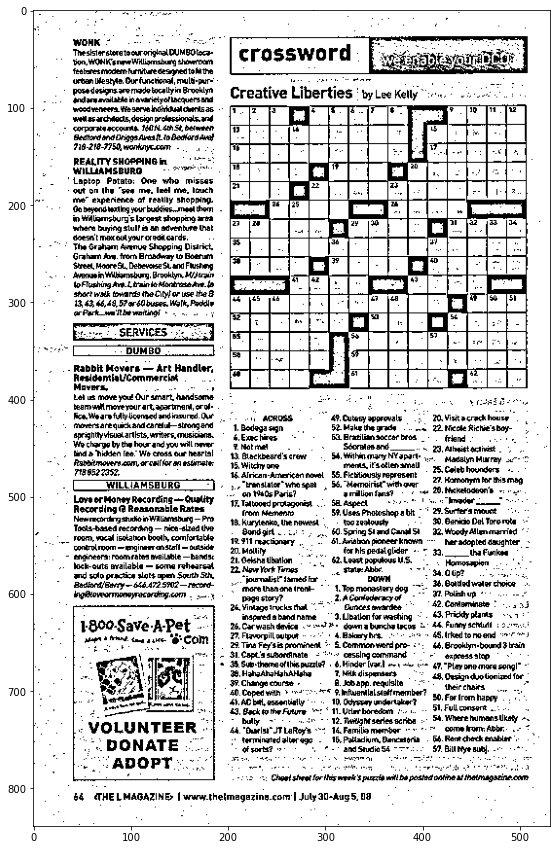 WONK
The sister store to our original DUMBO loca-
tion, WONK's new Williamsburg showroom
features modern furniture designed to fit the
urban lifestyle. Our functional, multi-pur-
pose designs are made locally in Brooklyn
and are available in a variety of lacquers and
wood veneers. We serve individual clients as
well as architects, design professionals, and
corporate accounts. 160 N. 4th St, between
Bedford and Driggs Aves (L to Bedford Ave)
718-218-7750, wonknyc.com
REALITY SHOPPING in
WILLIAMSBURG
Laptop Potato: One who misses
out on the "see me, feel me, touch
me" experience of reality shopping.
Go beyond texting your buddies...meet them
in Williamsburg's largest shopping area
where buying stuff is an adventure that
doesn't max out your credit cards.
The Graham Avenue Shopping District,
Graham Ave. from Broadway to Boerum
Street, Moore St., Debevoise St. and Flushing
Avenue in Williamsburg, Brooklyn. M/J train
to Flushing Ave. L train to Montrose Ave. (a
short walk towards the City) or use the B
13, 43, 46, 48, 57 or 60 buses. Walk, Peddle
or Park...we'll be waiting!
SERVICES
DUMBO
Rabbit Movers — Art Handler,
Residential/Commercial
Movers,
Let us move you! Our smart, handsome
team will move your art, apartment, or of-
fice. We are fully licensed and insured. Our
movers are quick and careful— strong and
sprightly visual artists, writers, musicians.
We charge by the hour and you will never
find a 'hidden fee.' We cross our hearts!
Rabbitmovers.com, or call for an estimate:
718 852 2352.
WILLIAMSBURG
Love or Money Recording — Quality
Recording @ Reasonable Rates
New recording studio in Williamsburg — Pro
Tools-based recording — nice-sized live
room, vocal isolation booth, comfortable
control room — engineer on staff — outside
engineers: room rates available — bands:
lock-outs available — some rehearsal
and solo practice slots open South 5th,
Bedford/Berry — 646.472.5902 — record-
ing@loveormoneyrecording.com
1-800-Save-A-Pet
Adopt a friend. Save a life. .com
VOLUNTEER
DONATE
ADOPT
crossword
we enable your OCD
Creative Liberties by Lee Kelly
ACROSS
1. Bodega sign
4. Exec hires
9. Not me!
13. Blackbeard's crew
15. Witchy one
16. African-American novel
"translator" who spat
on 1940s Paris?
17. Tattooed protagonist
from Memento
18. Kurylenko, the newest
Bond girl
19. 911 reactionary
20. Mollify
21. Geisha libation
22. New York Times
"journalist" famed for
more than one front-
page story?
24. Vintage trucks that
inspired a band name
26. Car wash device
27. Flavorpill output
29. Tina Fey's is prominent
31. Capt.'s subordinate
35. Sub-theme of this puzzle?
38. HahaAhaHahAHaHa
39. Change course
40. Coped with
41. AC bill, essentially
43. Back to the Future
bully
44. "Duelist" JT LeRoy's
terminated alter ego
of sorts?
49. Cutesy approvals
52. Make the grade
53. Brazilian soccer bros
Sócrates and
54. Within many NY apart-
ments, it's often small
55. Fictitiously represent
56. "Memoirist" with over
a million fans?
58. Aspect
59. Uses Photoshop a bit
too zealously
60. Spring St and Canal St
61. Aviation pioneer known
for his pedal glider
62. Least populous U.S.
state: Abbr.
DOWN
1. Top monastery dog
2. A Confederacy of
Dunces awardee
3. Libation for washing
down a buncha tacos
4. Bakery hrs.
5. Common word pro-
cessing command
6. Hinder (var.)
7. Milk dispensers
8. Job app. requisite
9. Influential staff member?
10. Odyssey undertaker?
11. Utter boredom
12. Twilight series scribe
14. Familia member
15. Palladium, Danceteria
and Studio 54
20. Visit a crack house
22. Nicole Richie's boy-
friend
23. Atheist activist
Madalyn Murray
25. Caleb hounders
27. Homonym for this mag
28. Nickelodeon's
"Invader
29. Surfer's mount
30. Benicio Del Toro role
32. Woody Allen married
her adopted daughter
33. the Funkee
Homosapien
34. Q tip?
36. Bottled water choice
37. Polish up
42. Contaminate
43. Prickly plants
44. Funny schtuff
45. Irked to no end
46. Brooklyn-bound 3 train
express stop
47. "Play one more song!"
48. Design duo lionized for
their chairs
50. Far from happy
51. Full consent
54. Where humans likely
come from: Abbr.
56. Rent check enabler
57. Bill Nye subj.
Cheat sheet for this week's puzzle will be posted online at thelmagazine.com
64 THE L MAGAZINE | www.thelmagazine.com | July 30-Aug 5, 08